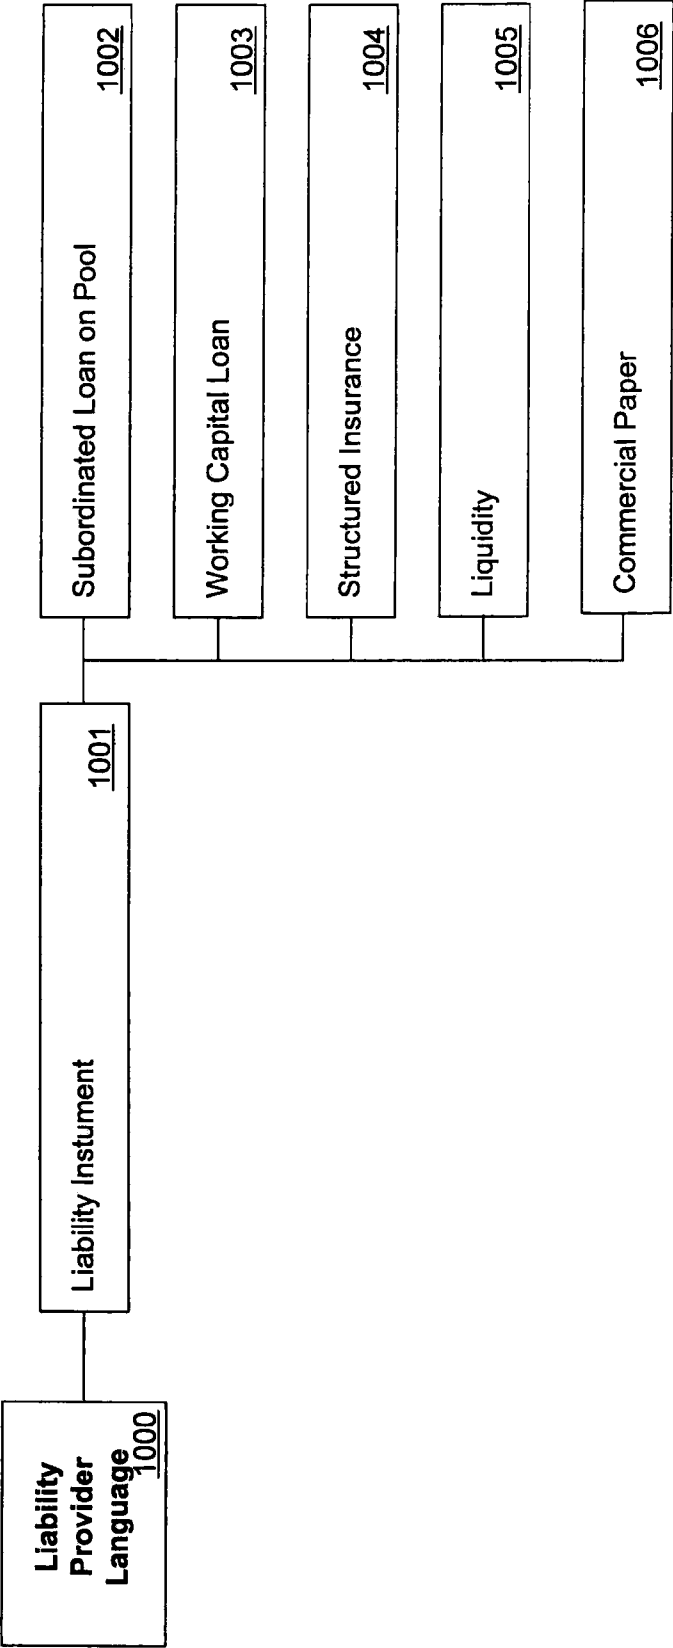 Liability
Provider
Language
1000
Liability Instument
1001
Subordinated Loan on Pool
1002
Working Capital Loan
1003
Structured Insurance
1004
Liquidity
1005
Commercial Paper
1006